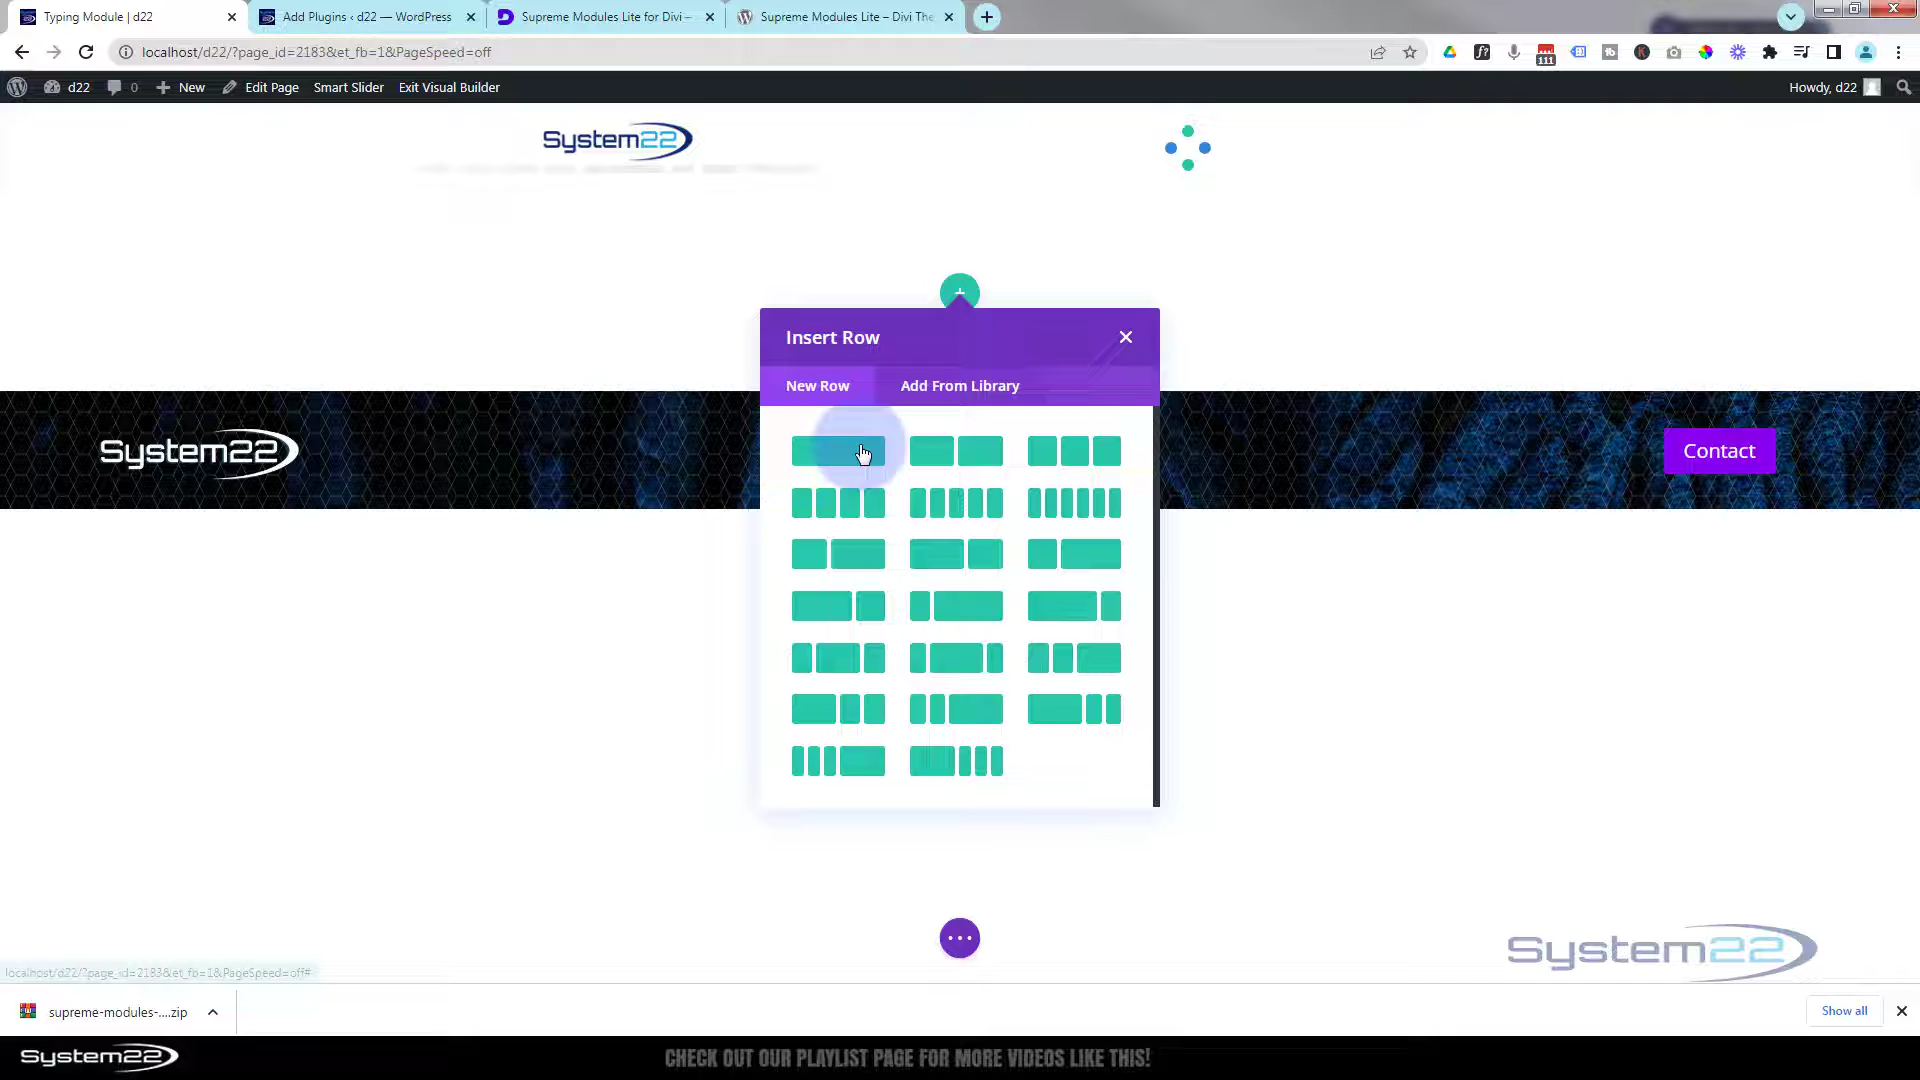 Typing Module | d22
Add Plugins ‹ d22 — WordPress
Supreme Modules Lite for Divi –
Supreme Modules Lite – Divi The
localhost/d22/?page_id=2183&et_fb=1&PageSpeed=off
111
d22
0
New
Edit Page
Smart Slider
Exit Visual Builder
Howdy, d22
System22
Insert Row
New Row
Add From Library
System22
Contact
System22
localhost/d22/?page_id=2183&et_fb=1&PageSpeed=off#
supreme-modules-....zip
Show all
System22
CHECK OUT OUR PLAYLIST PAGE FOR MORE VIDEOS LIKE THIS!